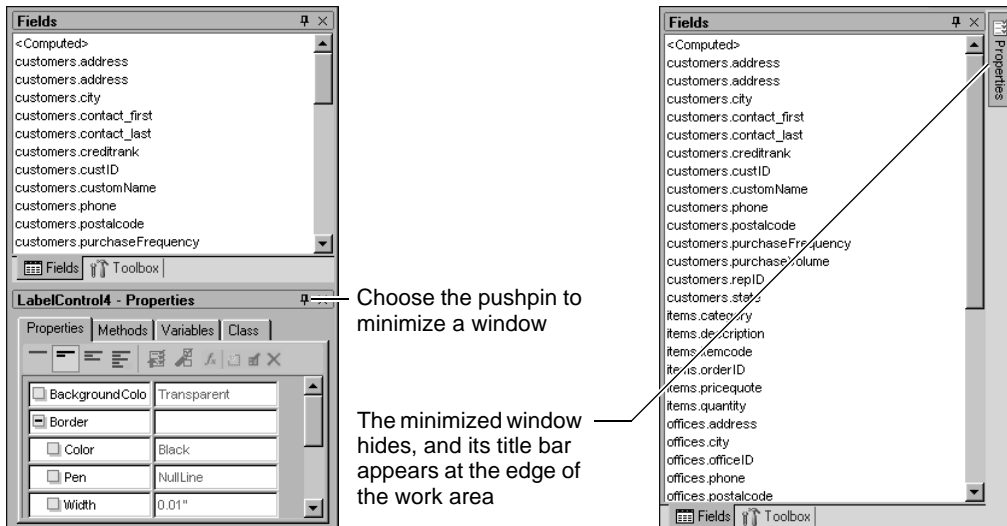 Fields
<Computed>
customers.address
customers.address
customers.city
customers.contact_first
customers.contact_last
customers.creditrank
customers.custID
customers.customName
customers.phone
customers.postalcode
customers.purchaseFrequency
Fields
Toolbox
LabelControl4 - Properties
Properties
Methods
Variables
Class
BackgroundColo
Transparent
Border
Color
Black
Pen
NullLine
Width
0.01"
Choose the pushpin to
minimize a window
The minimized window
hides, and its title bar
appears at the edge of
the work area
Fields
<Computed>
customers.address
customers.address
customers.city
customers.contact_first
customers.contact_last
customers.creditrank
customers.custID
customers.customName
customers.phone
customers.postalcode
customers.purchaseFrequency
customers.purchaseVolume
customers.repID
customers.state
items.category
items.description
items.itemcode
items.orderID
items.pricequote
items.quantity
offices.address
offices.city
offices.officeID
offices.phone
offices.postalcode
Fields
Toolbox
Properties